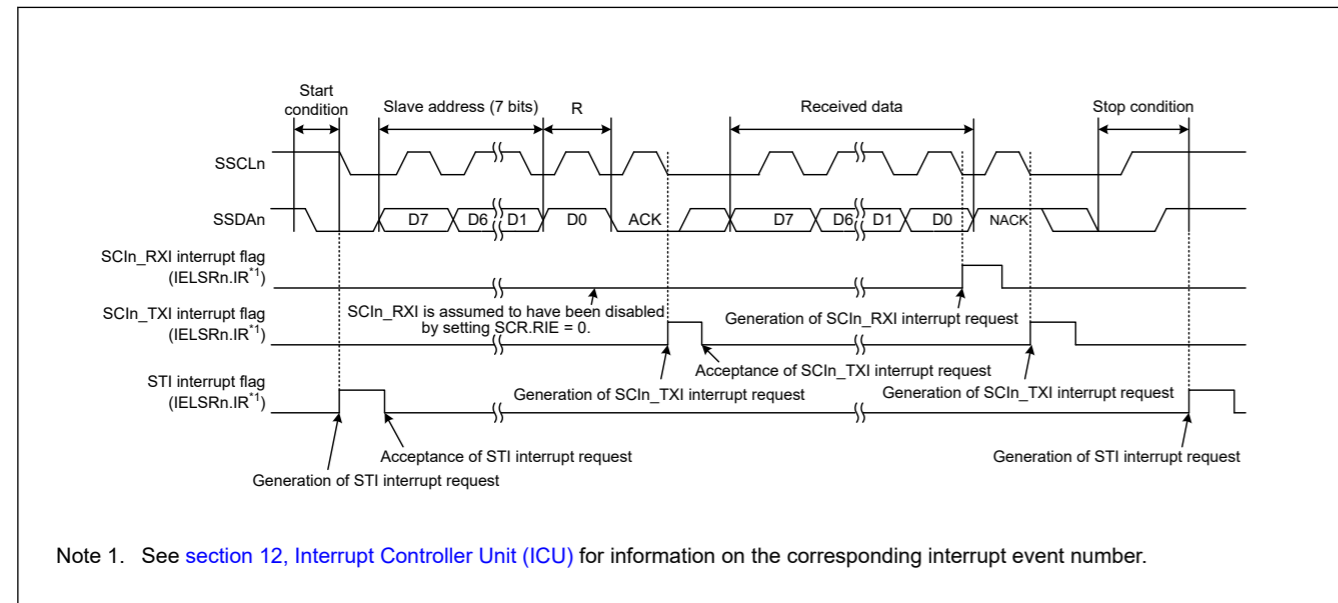 Start
condition
Slave address (7 bits)
R
Received data
Stop condition
SSCLn
SSDAn
D7
D6
D1
D0
ACK
D7
D6
D1
D0
NACK
SCIn_RXI interrupt flag
(IELSRn.IR*1)
SCIn_RXI is assumed to have been disabled
by setting SCR.RIE = 0.
Generation of SCIn_RXI interrupt request
SCIn_TXI interrupt flag
(IELSRn.IR*1)
Acceptance of SCIn_TXI interrupt request
Generation of SCIn_TXI interrupt request
Generation of SCIn_TXI interrupt request
STI interrupt flag
(IELSRn.IR*1)
Acceptance of STI interrupt request
Generation of STI interrupt request
Generation of STI interrupt request
Note 1. See section 12, Interrupt Controller Unit (ICU) for information on the corresponding interrupt event number.